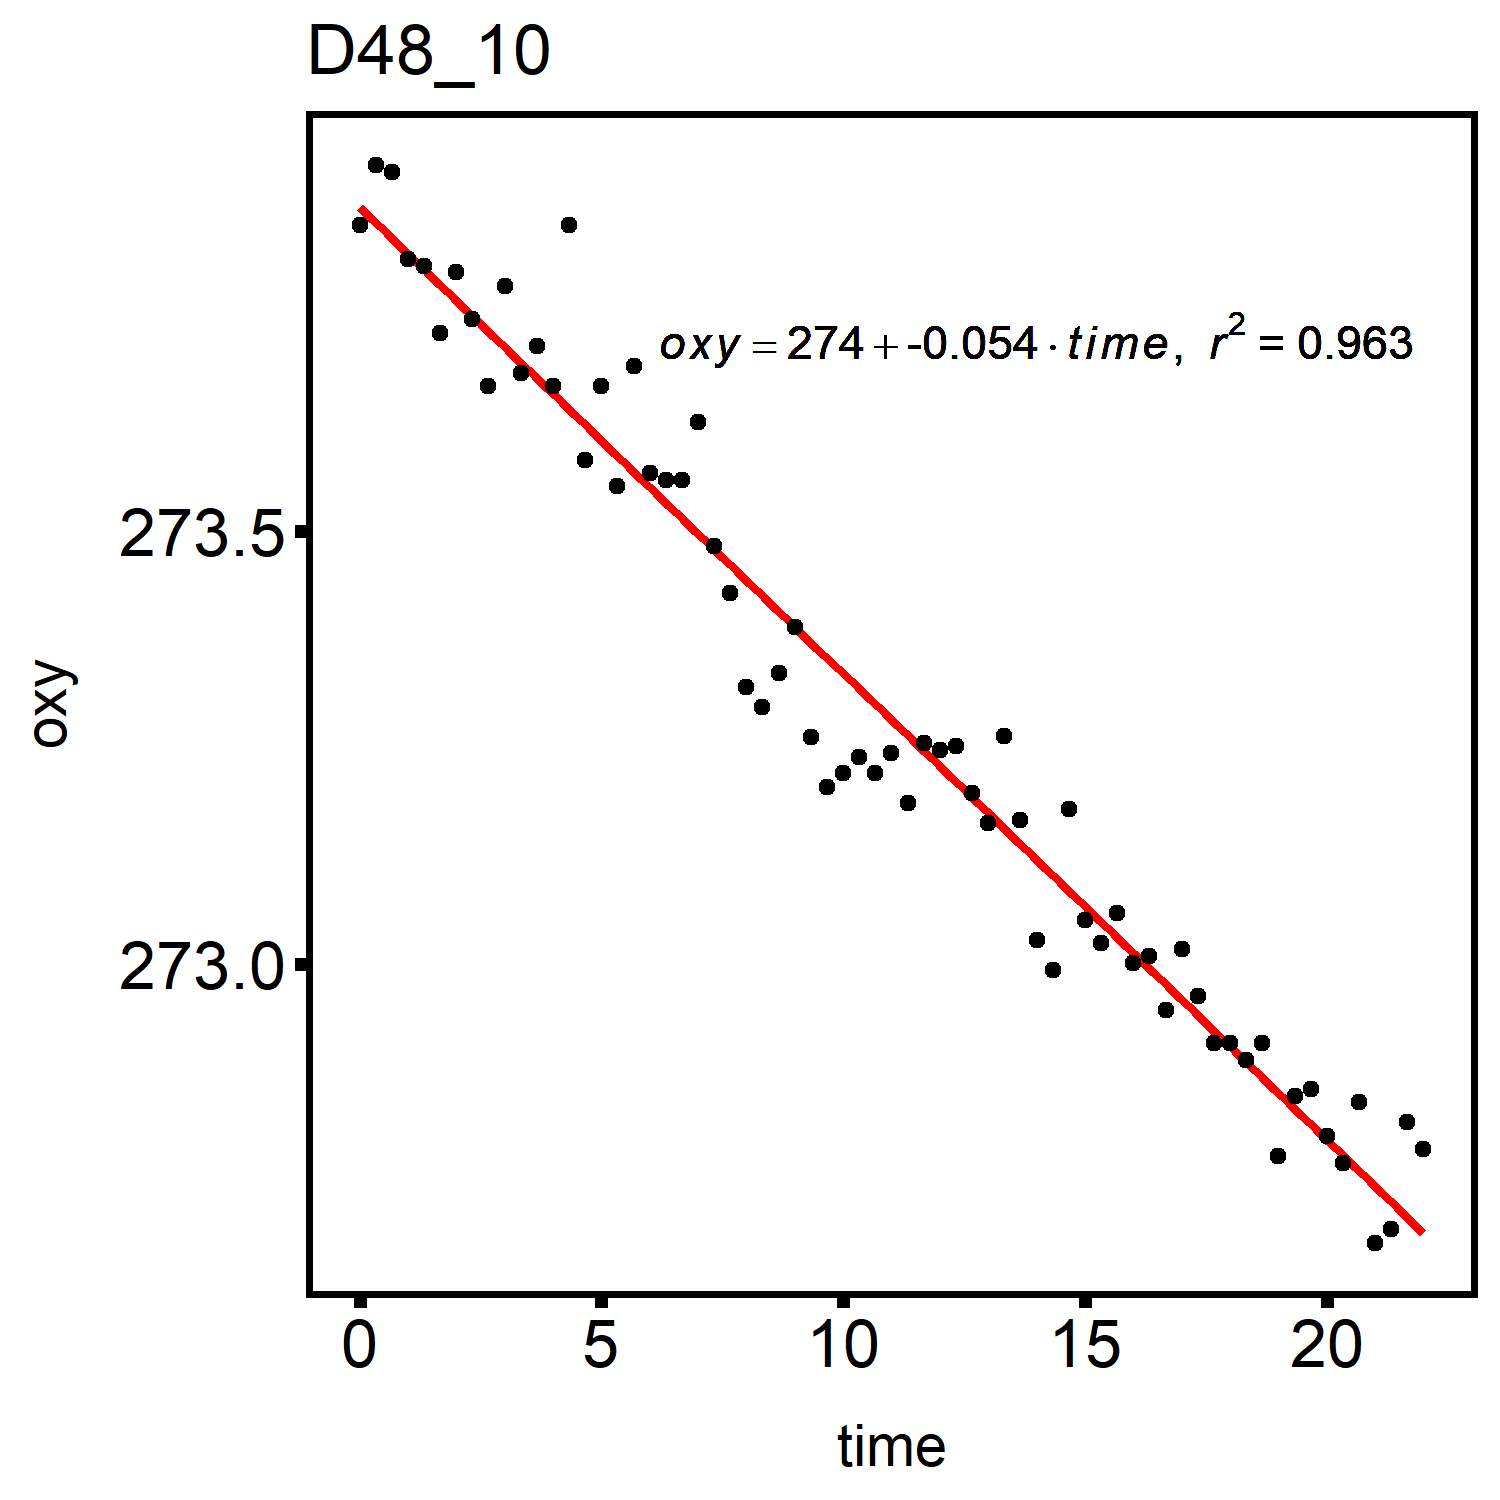 D48_10
oxy = 274 + -0.054 · time, r² = 0.963
273.5
273.0
oxy
0 5 10 15 20
time